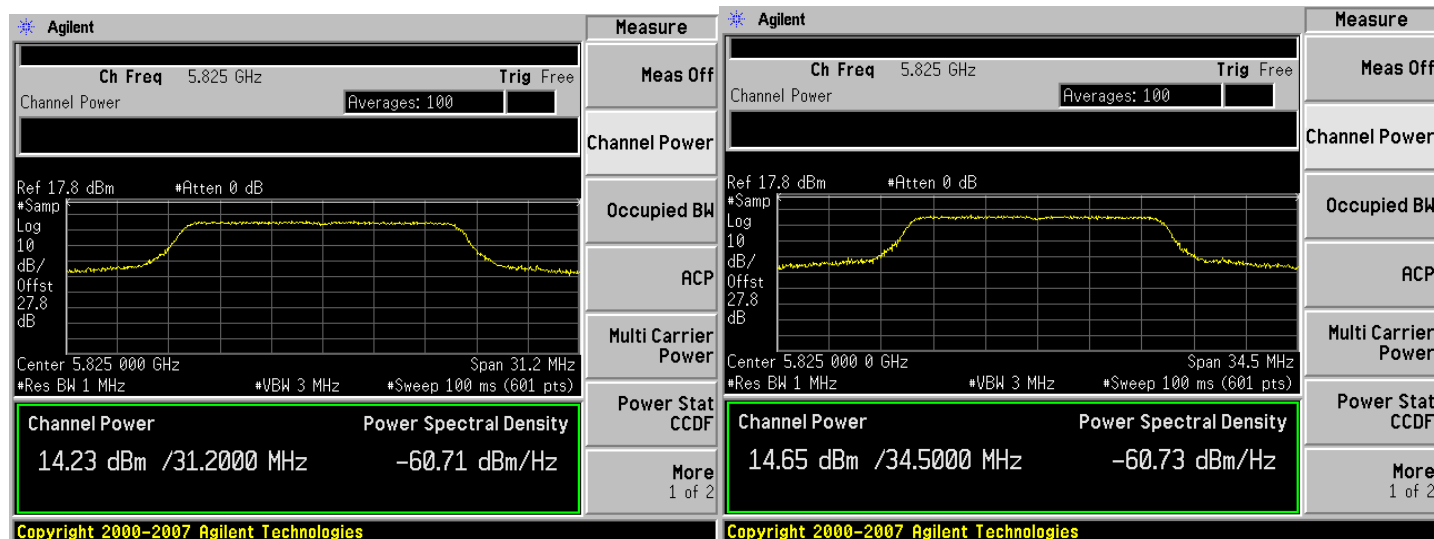 Agilent
Measure
Ch Freq 5.825 GHz Trig Free
Channel Power Averages: 100
Ref 17.8 dBm #Atten 0 dB
#Samp
Log
10
dB/
Offst
27.8
dB
Center 5.825 000 GHz Span 31.2 MHz
#Res BW 1 MHz #VBW 3 MHz #Sweep 100 ms (601 pts)
Channel Power Power Spectral Density
14.23 dBm /31.2000 MHz -60.71 dBm/Hz
Meas Off
Channel Power
Occupied BW
ACP
Multi Carrier
Power
Power Stat
CCDF
More
1 of 2
Copyright 2000-2007 Agilent Technologies
Agilent
Measure
Ch Freq 5.825 GHz Trig Free
Channel Power Averages: 100
Ref 17.8 dBm #Atten 0 dB
#Samp
Log
10
dB/
Offst
27.8
dB
Center 5.825 000 0 GHz Span 34.5 MHz
#Res BW 1 MHz #VBW 3 MHz #Sweep 100 ms (601 pts)
Channel Power Power Spectral Density
14.65 dBm /34.5000 MHz -60.73 dBm/Hz
Meas Off
Channel Power
Occupied BW
ACP
Multi Carrier
Power
Power Stat
CCDF
More
1 of 2
Copyright 2000-2007 Agilent Technologies